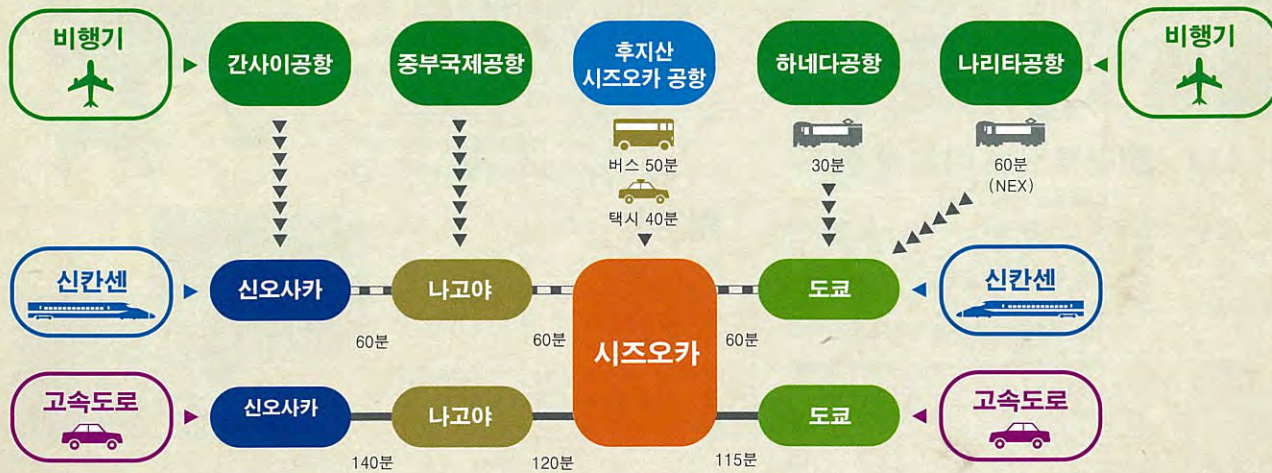 비행기
간사이공항
중부국제공항
후지산
시즈오카 공항
하네다공항
나리타공항
비행기
버스 50분
택시 40분
30분
60분
(NEX)
신칸센
신오사카
나고야
시즈오카
도쿄
신칸센
60분
60분
60분
고속도로
신오사카
나고야
도쿄
고속도로
140분
120분
115분